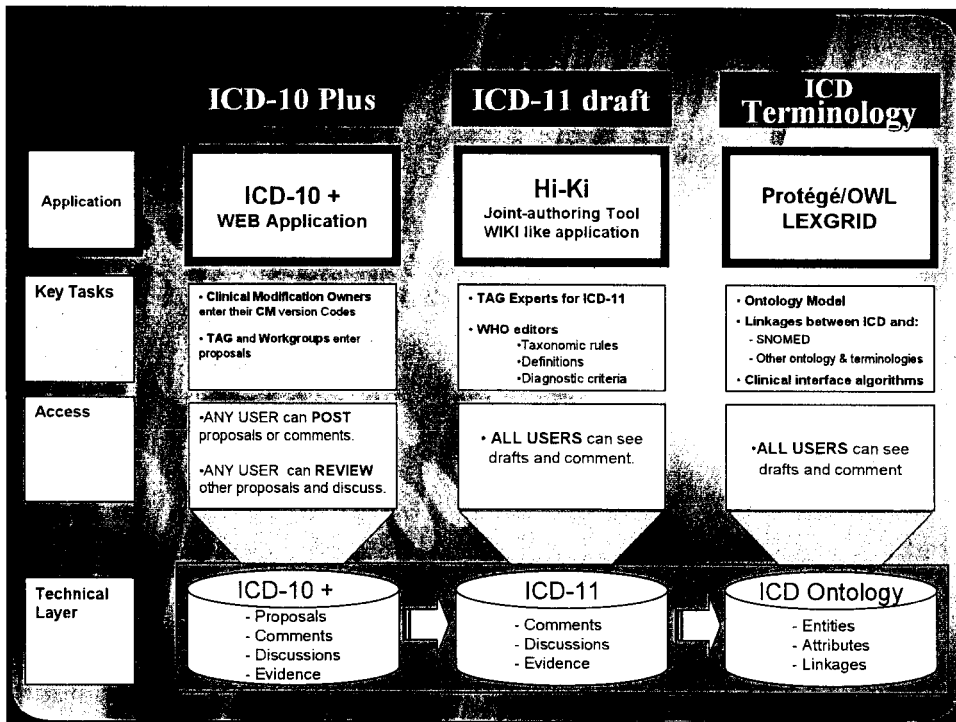 ICD-10 Plus
ICD-11 draft
ICD
Terminology
Application
ICD-10 +
WEB Application
Hi-Ki
Joint-authoring Tool
WIKI like application
Protégé/OWL
LEXGRID
Key Tasks
• Clinical Modification Owners
enter their CM version Codes
• TAG and Workgroups enter
proposals
• TAG Experts for ICD-11
• WHO editors
•Taxonomic rules
•Definitions
•Diagnostic criteria
• Ontology Model
• Linkages between ICD and:
- SNOMED
- Other ontology & terminologies
• Clinical interface algorithms
Access
•ANY USER can POST
proposals or comments.
•ANY USER can REVIEW
other proposals and discuss.
• ALL USERS can see
drafts and comment.
•ALL USERS can see
drafts and comment
Technical
Layer
ICD-10 +
- Proposals
- Comments
- Discussions
- Evidence
ICD-11
- Comments
- Discussions
- Evidence
ICD Ontology
- Entities
- Attributes
- Linkages